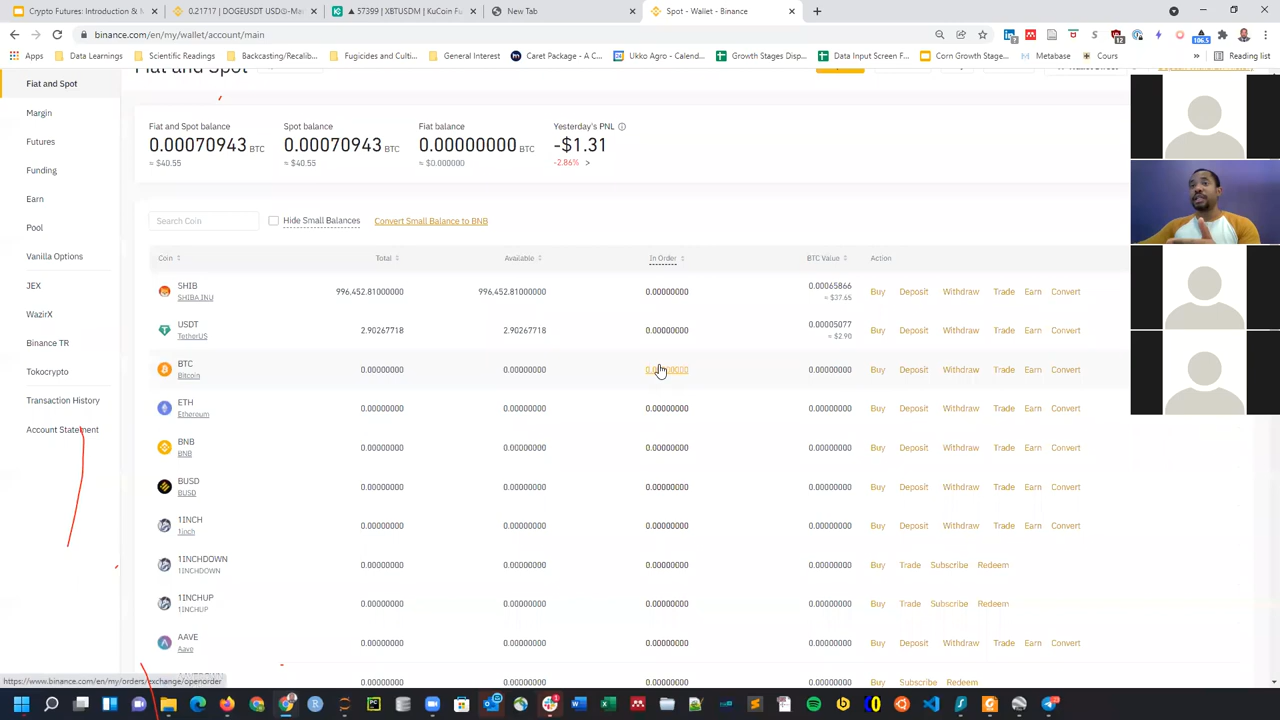 Crypto Futures: Introduction & M
0.21717 | DOGEUSDT USD®-Marg
▲ 57399 | XBTUSDM | KuCoin Fu
New Tab
Spot - Wallet - Binance
binance.com/en/my/wallet/account/main
Apps
Data Learnings
Scientific Readings
Backcasting/Recalibi...
Fugicides and Culti...
General Interest
Caret Package - A...
Ukko Agro - Calend...
Growth Stages Disp...
Data Input Screen F...
Corn Growth Stage...
Metabase
Cours
Reading list
Fiat and Spot
Fiat and Spot
Margin
Futures
Funding
Earn
Pool
Vanilla Options
JEX
WazirX
Binance TR
Tokocrypto
Transaction History
Account Statement
Fiat and Spot balance Spot balance Fiat balance Yesterday's PNL
0.00070943 BTC 0.00070943 BTC 0.00000000 BTC -$1.31
≈ $40.55 ≈ $40.55 ≈ $0.000000 -2.86% >
Search Coin Hide Small Balances Convert Small Balance to BNB
Coin Total Available In Order BTC Value Action
SHIB 996,452.81000000 996,452.81000000 0.00000000 0.00065866 Buy Deposit Withdraw Trade Earn Convert
SHIBA INU ≈ $37.65
USDT 2.90267718 2.90267718 0.00000000 0.00005077 Buy Deposit Withdraw Trade Earn Convert
TetherUS ≈ $2.90
BTC 0.00000000 0.00000000 0.00000000 Buy Deposit Withdraw Trade Earn Convert
Bitcoin
ETH 0.00000000 0.00000000 0.00000000 0.00000000 Buy Deposit Withdraw Trade Earn Convert
Ethereum
BNB 0.00000000 0.00000000 0.00000000 0.00000000 Buy Deposit Withdraw Trade Earn Convert
BNB
BUSD 0.00000000 0.00000000 0.00000000 0.00000000 Buy Deposit Withdraw Trade Earn Convert
BUSD
1INCH 0.00000000 0.00000000 0.00000000 0.00000000 Buy Deposit Withdraw Trade Earn Convert
1inch
1INCHDOWN 0.00000000 0.00000000 0.00000000 0.00000000 Buy Trade Subscribe Redeem
1INCHDOWN
1INCHUP 0.00000000 0.00000000 0.00000000 0.00000000 Buy Trade Subscribe Redeem
1INCHUP
AAVE 0.00000000 0.00000000 0.00000000 0.00000000 Buy Deposit Withdraw Trade Earn Convert
Aave
0.00000000 0.00000000 0.00000000 0.00000000 Buy Subscribe Redeem
https://www.binance.com/en/my/orders/exchange/openorder